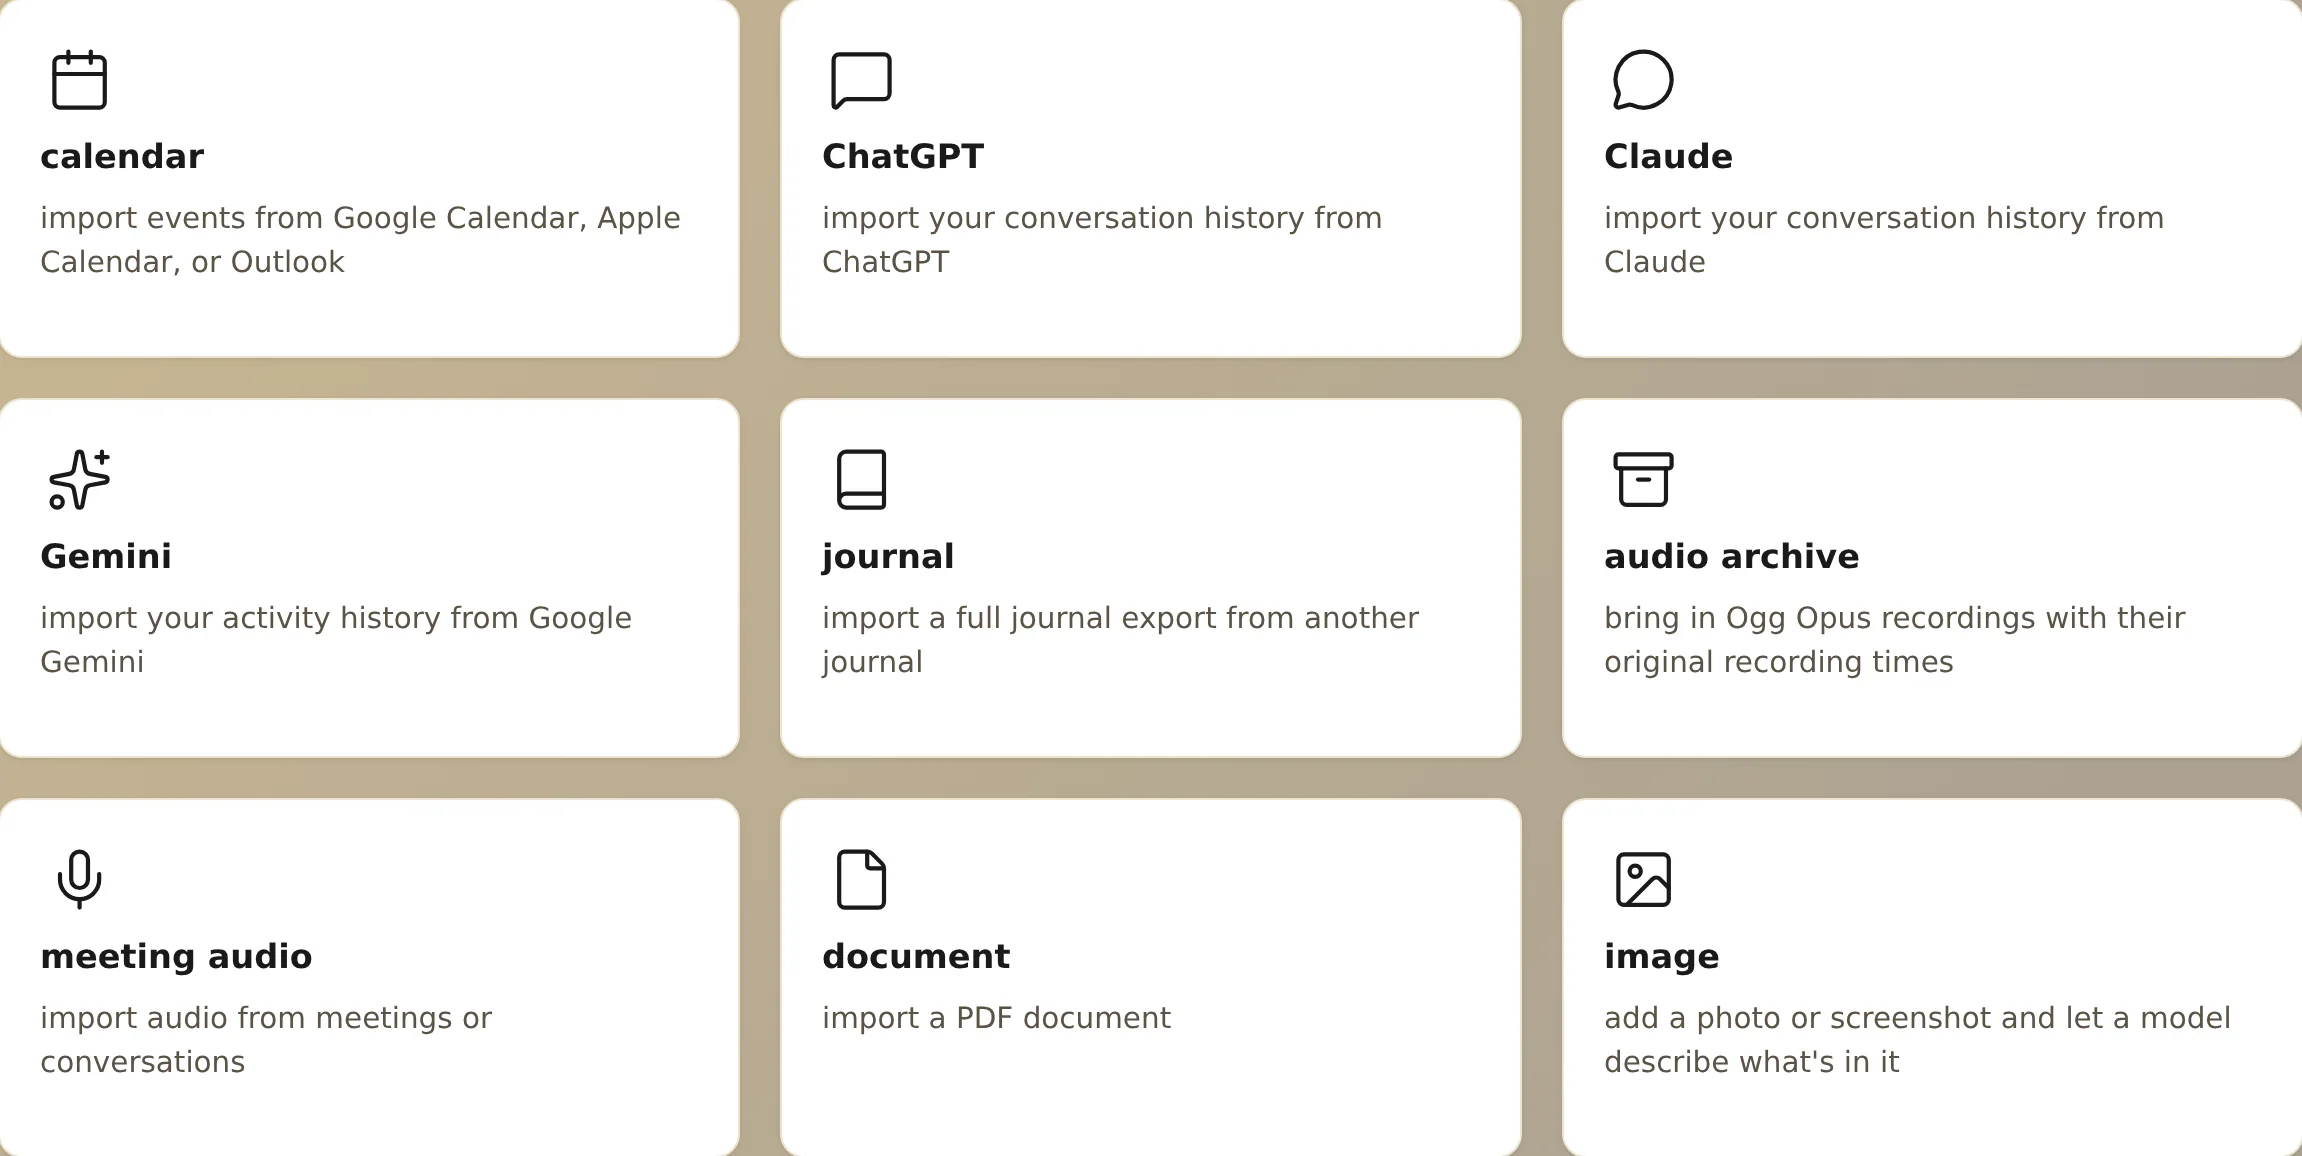 calendar
import events from Google Calendar, Apple
Calendar, or Outlook
ChatGPT
import your conversation history from
ChatGPT
Claude
import your conversation history from
Claude
Gemini
import your activity history from Google
Gemini
journal
import a full journal export from another
journal
audio archive
bring in Ogg Opus recordings with their
original recording times
meeting audio
import audio from meetings or
conversations
document
import a PDF document
image
add a photo or screenshot and let a model
describe what's in it